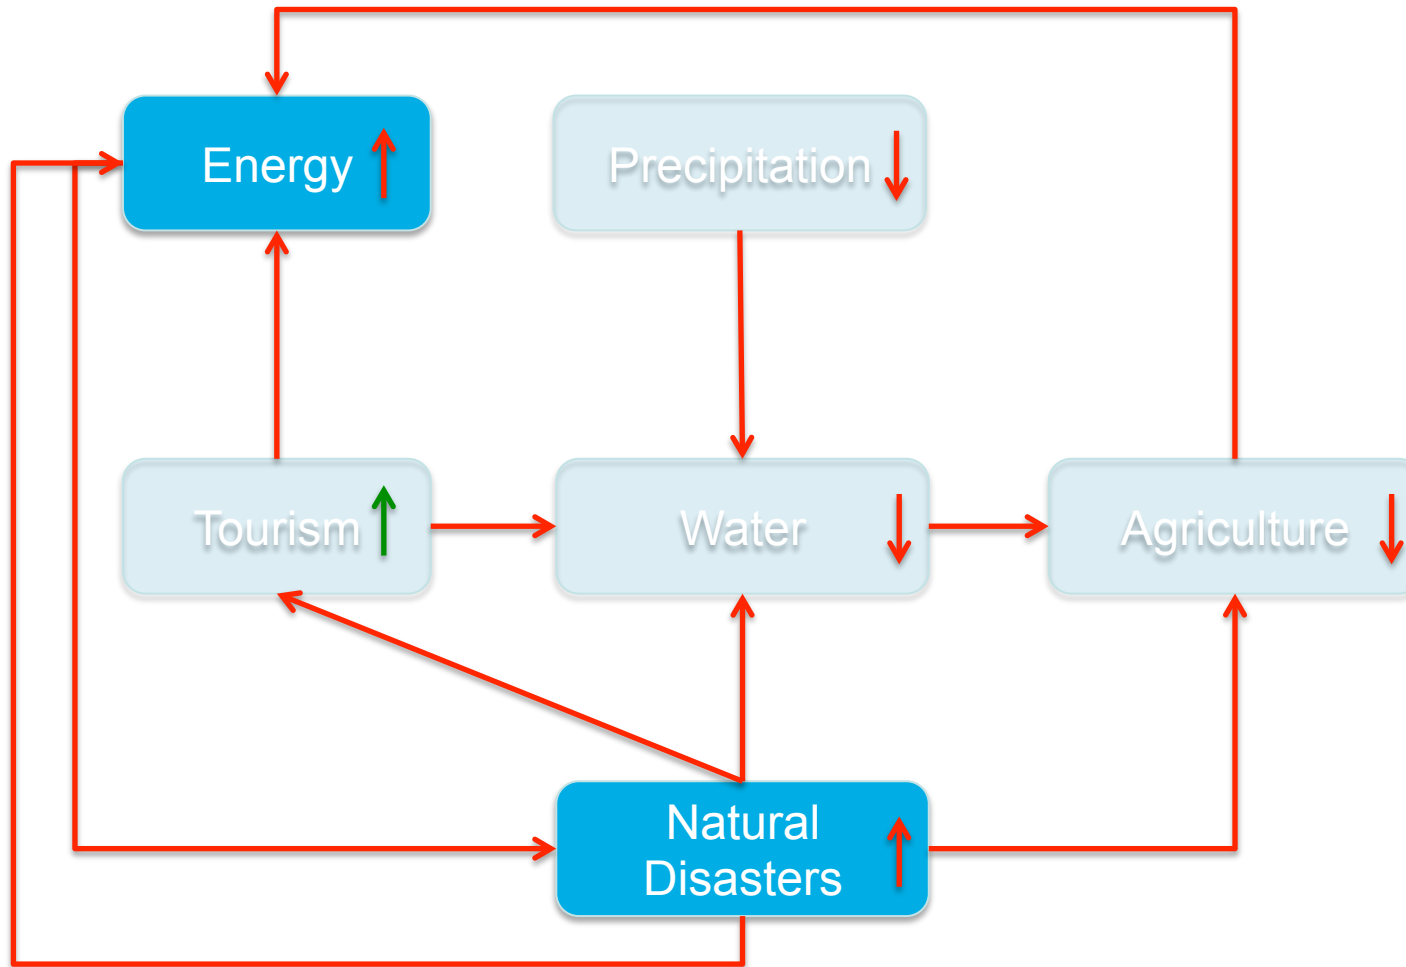 Energy
Precipitation
Tourism
Water
Agriculture
Natural
Disasters